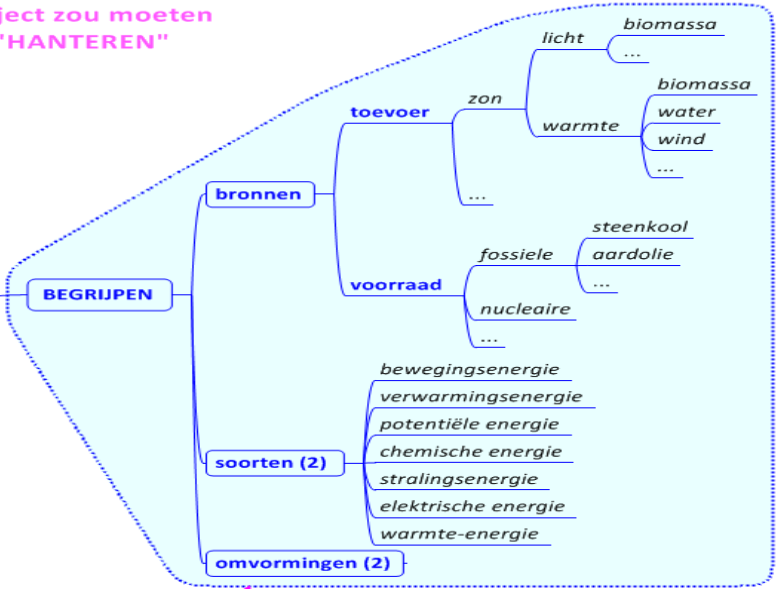 ject zou moeten
"HANTEREN"
BEGRIJPEN
bronnen
toevoer
zon
licht
biomassa
...
warmte
biomassa
water
wind
...
...
voorraad
fossiele
steenkool
aardolie
...
nucleaire
...
soorten (2)
bewegingsenergie
verwarmingsenergie
potentiële energie
chemische energie
stralingsenergie
elektrische energie
warmte-energie
omvormingen (2)